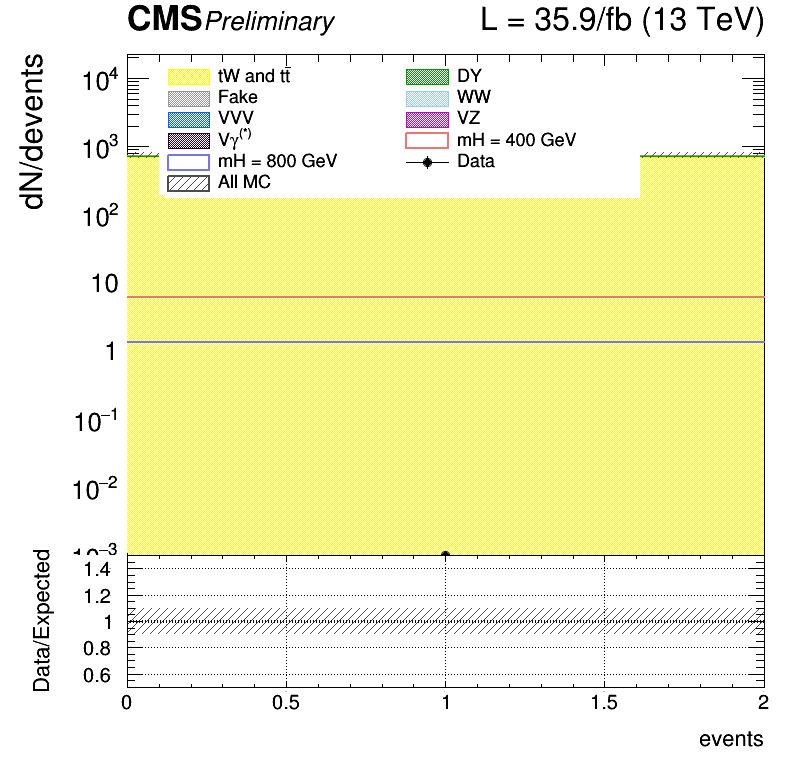 CMS Preliminary L = 35.9/fb (13 TeV)
dN/devents
10⁴
10³
10²
10
1
10⁻¹
10⁻²
10⁻³
tW and tt̄ DY
Fake WW
VVV VZ
Vγ⁽*⁾ mH = 400 GeV
mH = 800 GeV Data
All MC
Data/Expected
1.4
1.2
1
0.8
0.6
0 0.5 1 1.5 2
events